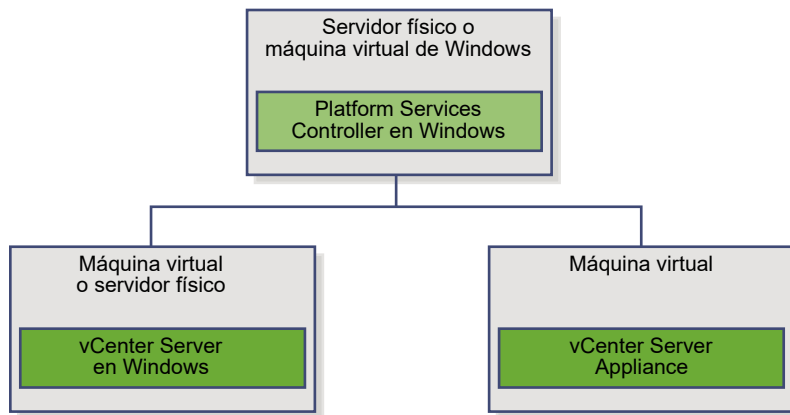 Servidor físico o
máquina virtual de Windows
Platform Services
Controller en Windows
Máquina virtual
o servidor físico
vCenter Server
en Windows
Máquina virtual
vCenter Server
Appliance